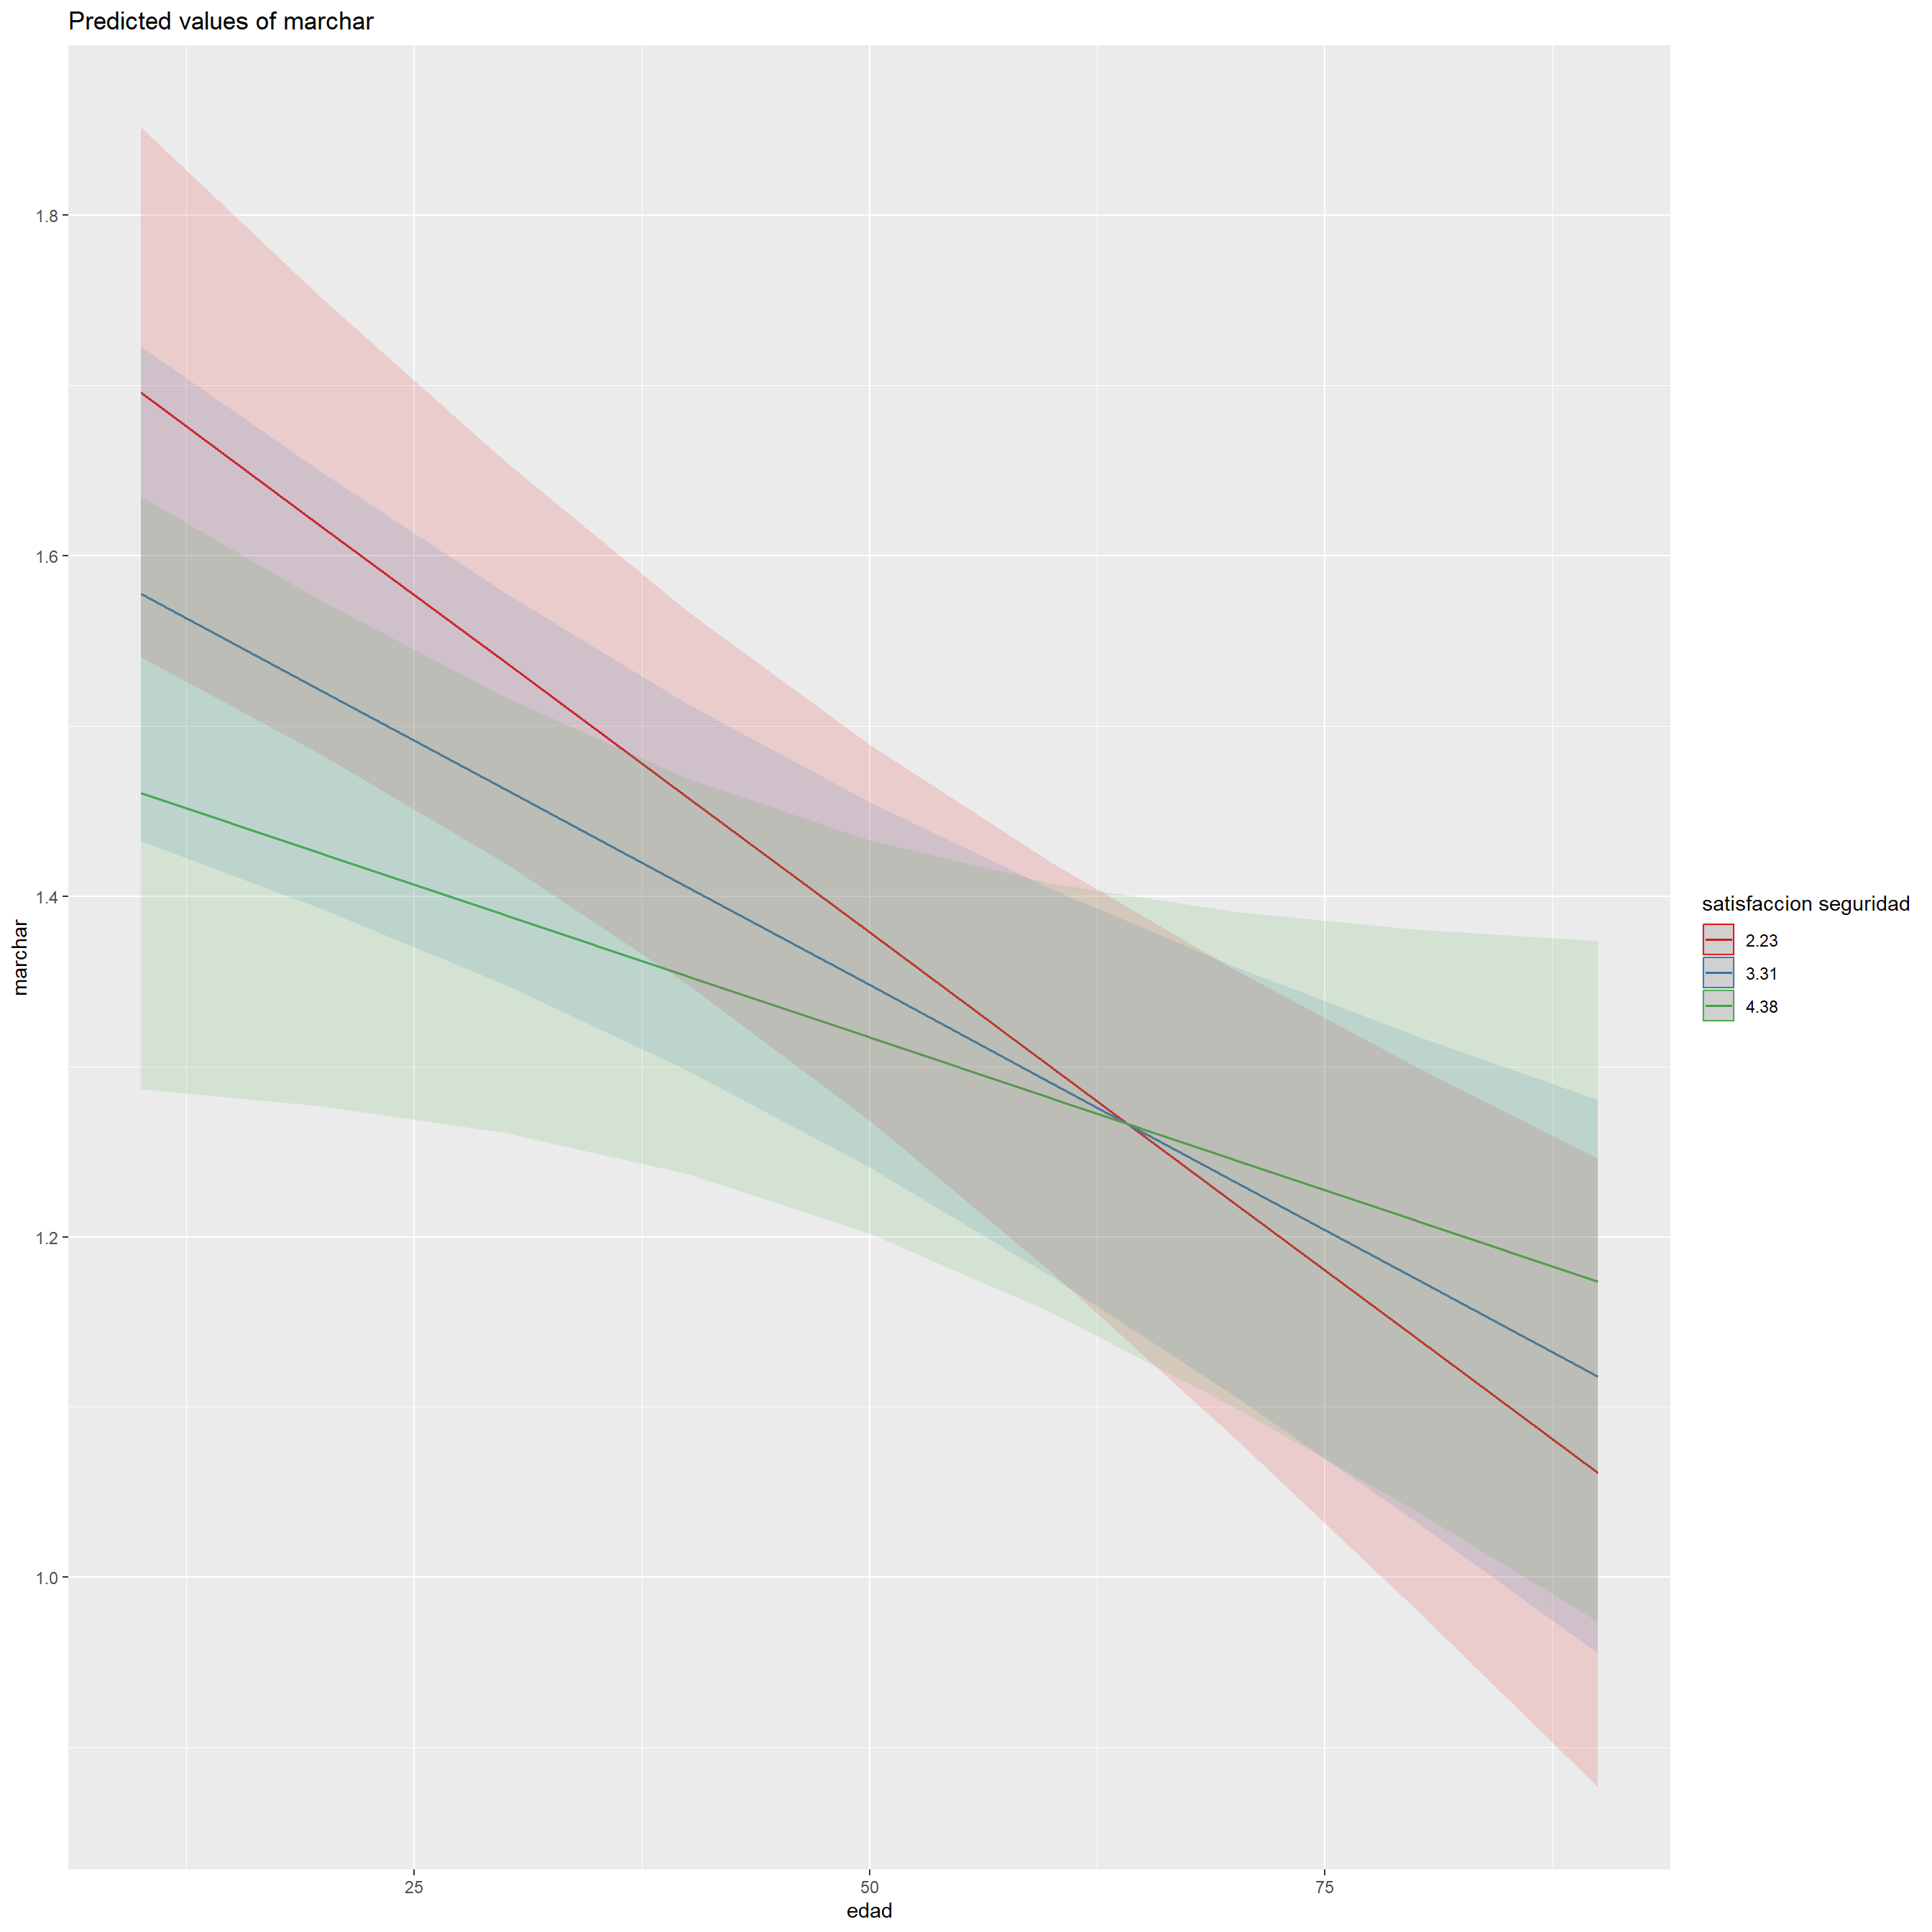 Predicted values of marchar
1.8
1.6
1.4
1.2
1.0
marchar
25
50
75
edad
satisfaccion seguridad
2.23
3.31
4.38